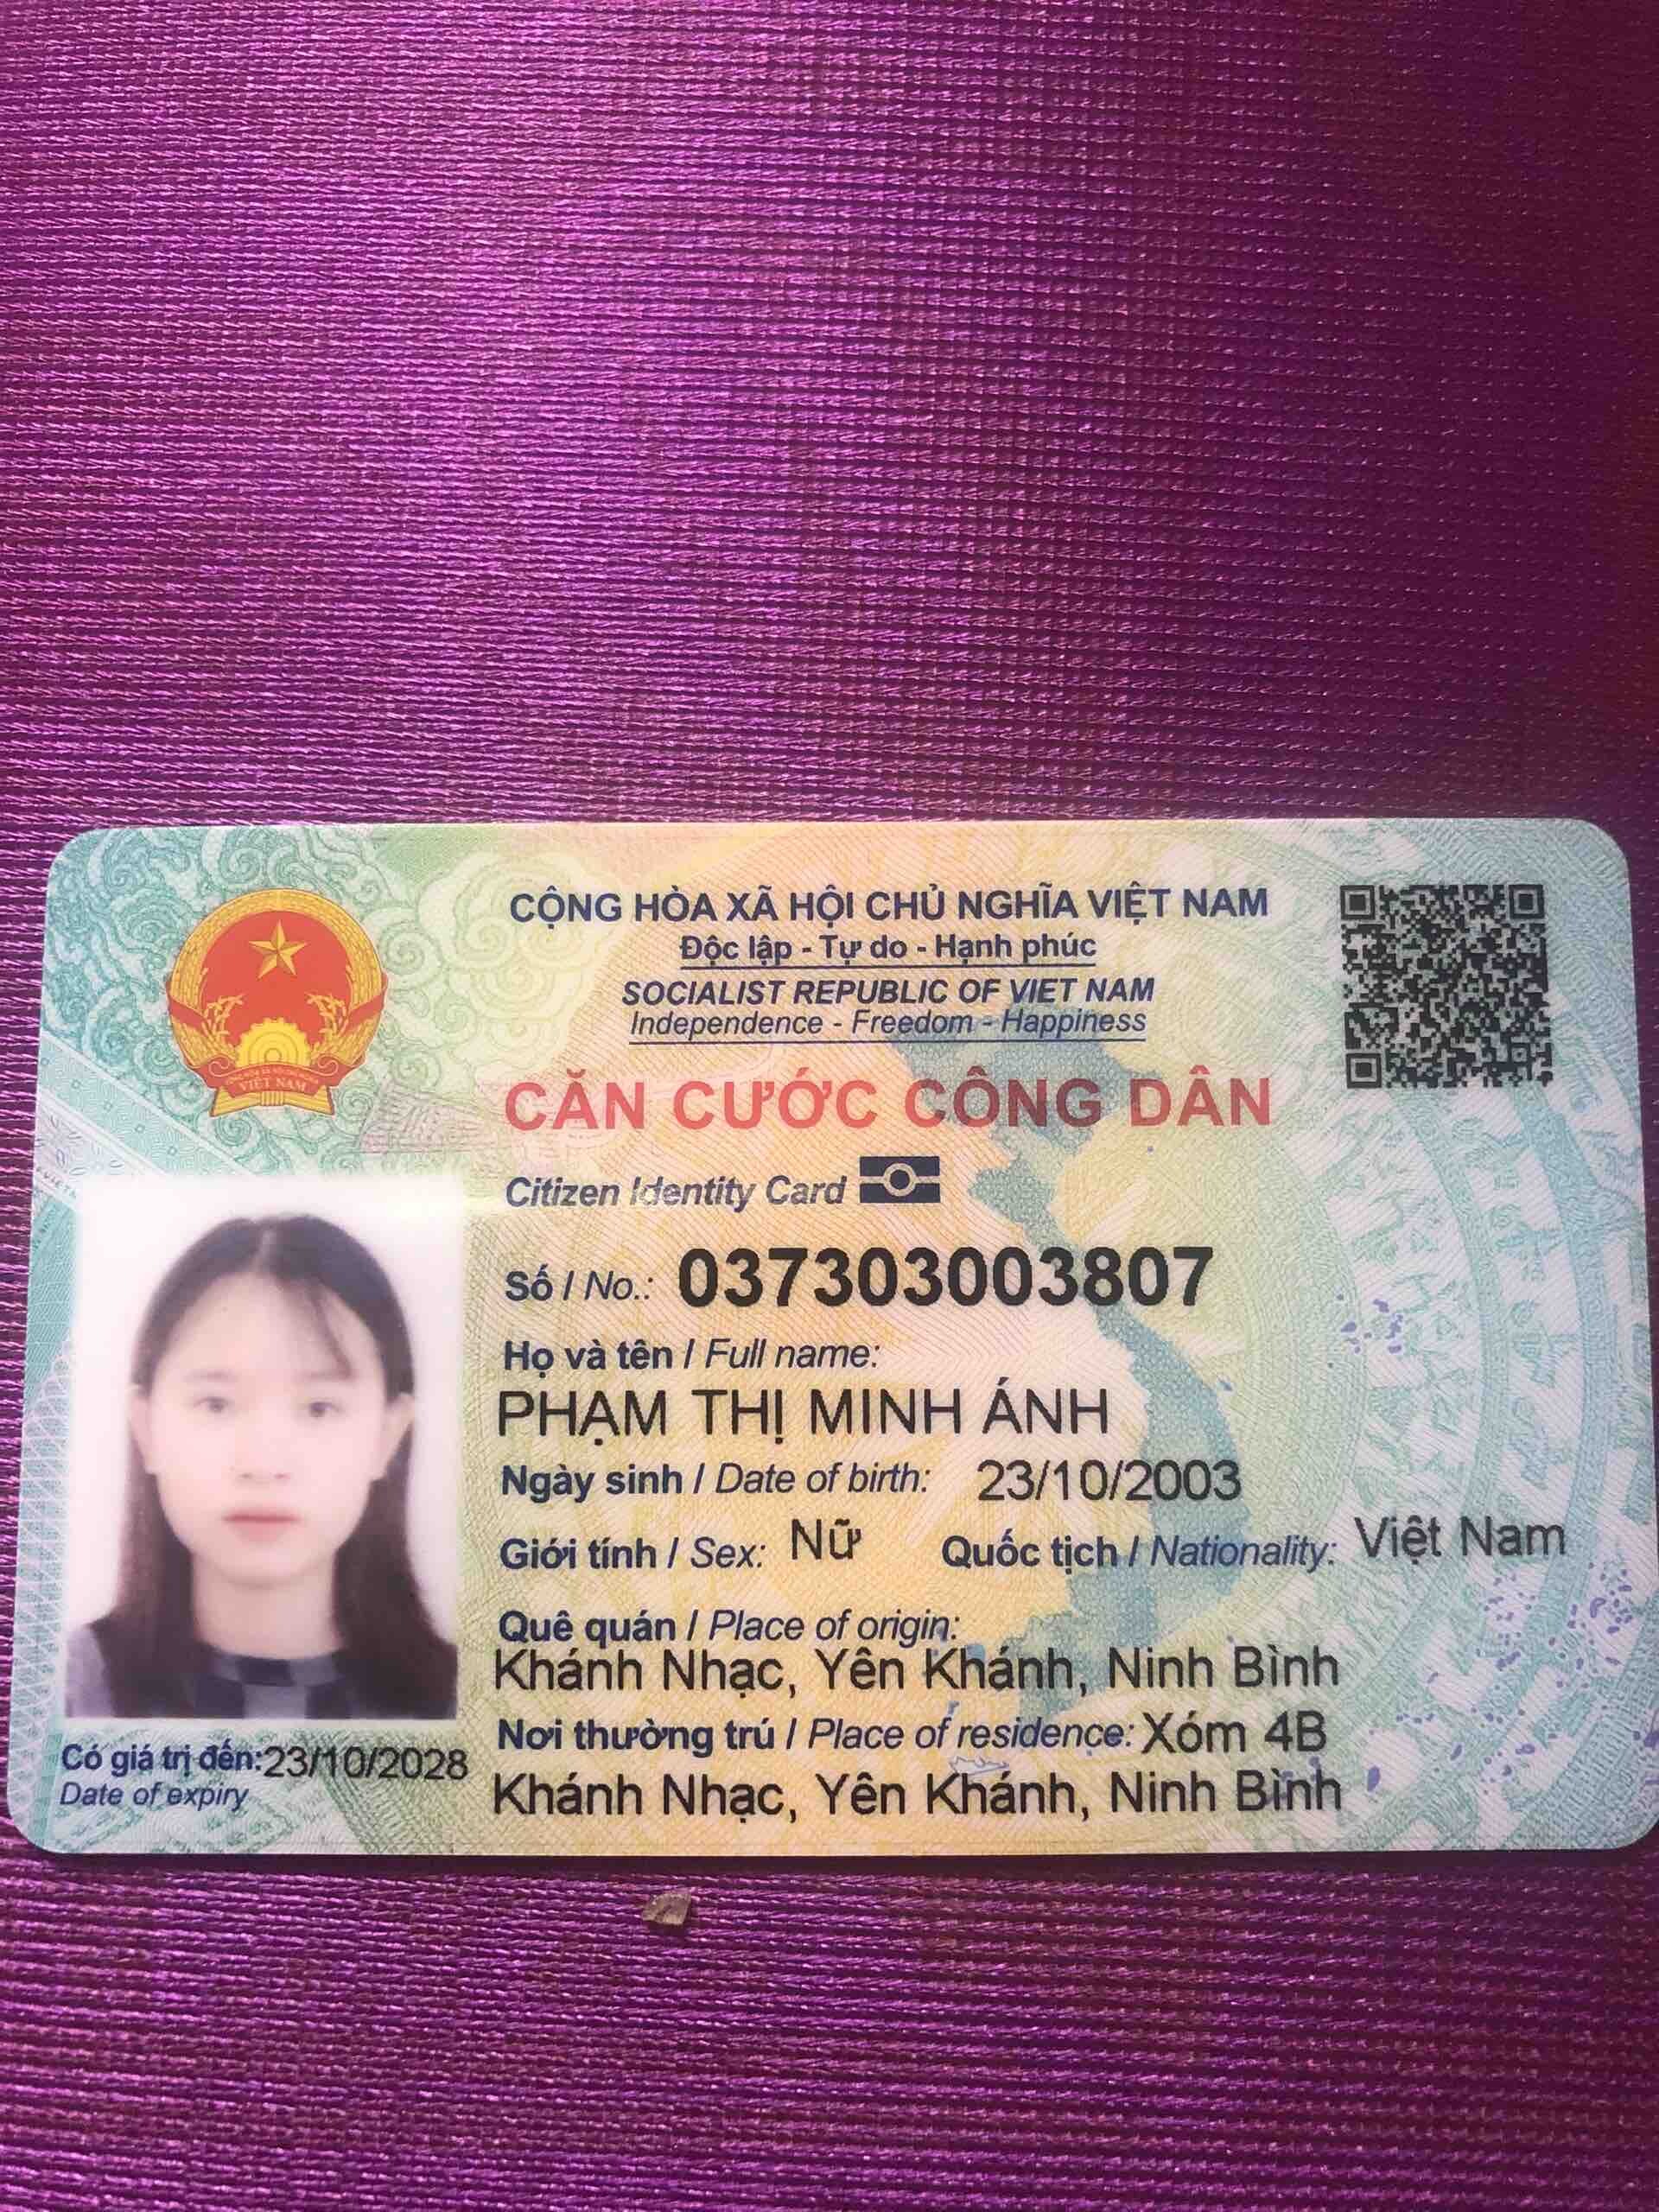 CỘNG HÒA XÃ HỘI CHỦ NGHĨA VIỆT NAM
Độc lập - Tự do - Hạnh phúc
SOCIALIST REPUBLIC OF VIET NAM
Independence - Freedom - Happiness
CĂN CƯỚC CÔNG DÂN
Citizen Identity Card
Số / No.: 037303003807
Họ và tên / Full name:
PHẠM THỊ MINH ÁNH
Ngày sinh / Date of birth: 23/10/2003
Giới tính / Sex: Nữ Quốc tịch / Nationality: Việt Nam
Quê quán / Place of origin:
Khánh Nhạc, Yên Khánh, Ninh Bình
Nơi thường trú / Place of residence: Xóm 4B
Khánh Nhạc, Yên Khánh, Ninh Bình
Có giá trị đến: 23/10/2028
Date of expiry
VIỆT NAM